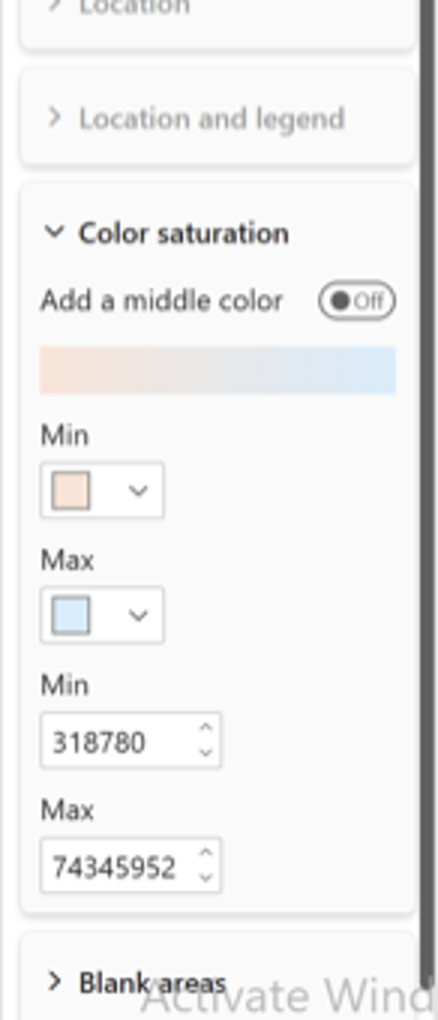 Location
Location and legend
Color saturation
Add a middle color Off
Min
Max
Min
318780
Max
74345952
Blank areas
Activate Wind